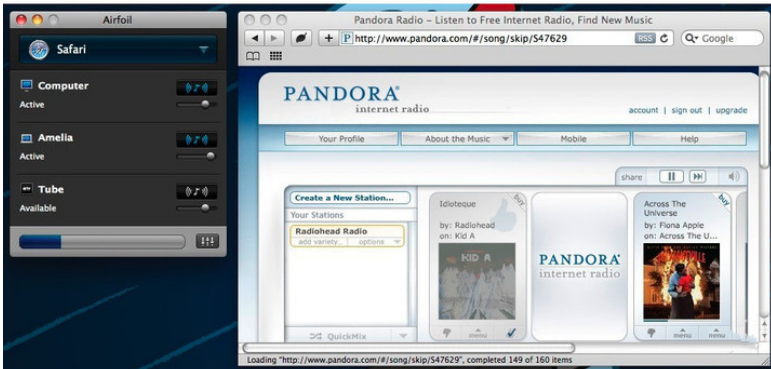 Airfoil
Safari
Computer
Active
Amelia
Active
Tube
Available
Pandora Radio – Listen to Free Internet Radio, Find New Music
P http://www.pandora.com/#/song/skip/S47629
RSS
Google
PANDORA
internet radio
account | sign out | upgrade
Your Profile
About the Music
Mobile
Help
share
Create a New Station...
Your Stations
Radiohead Radio
add variety...
options
QuickMix
Idioteque
by: Radiohead
on: Kid A
BUY
KID A
menu
PANDORA
internet radio
Across The
Universe
by: Fiona Apple
on: Across The U...
BUY
menu
menu
Loading "http://www.pandora.com/#/song/skip/S47629", completed 149 of 160 items